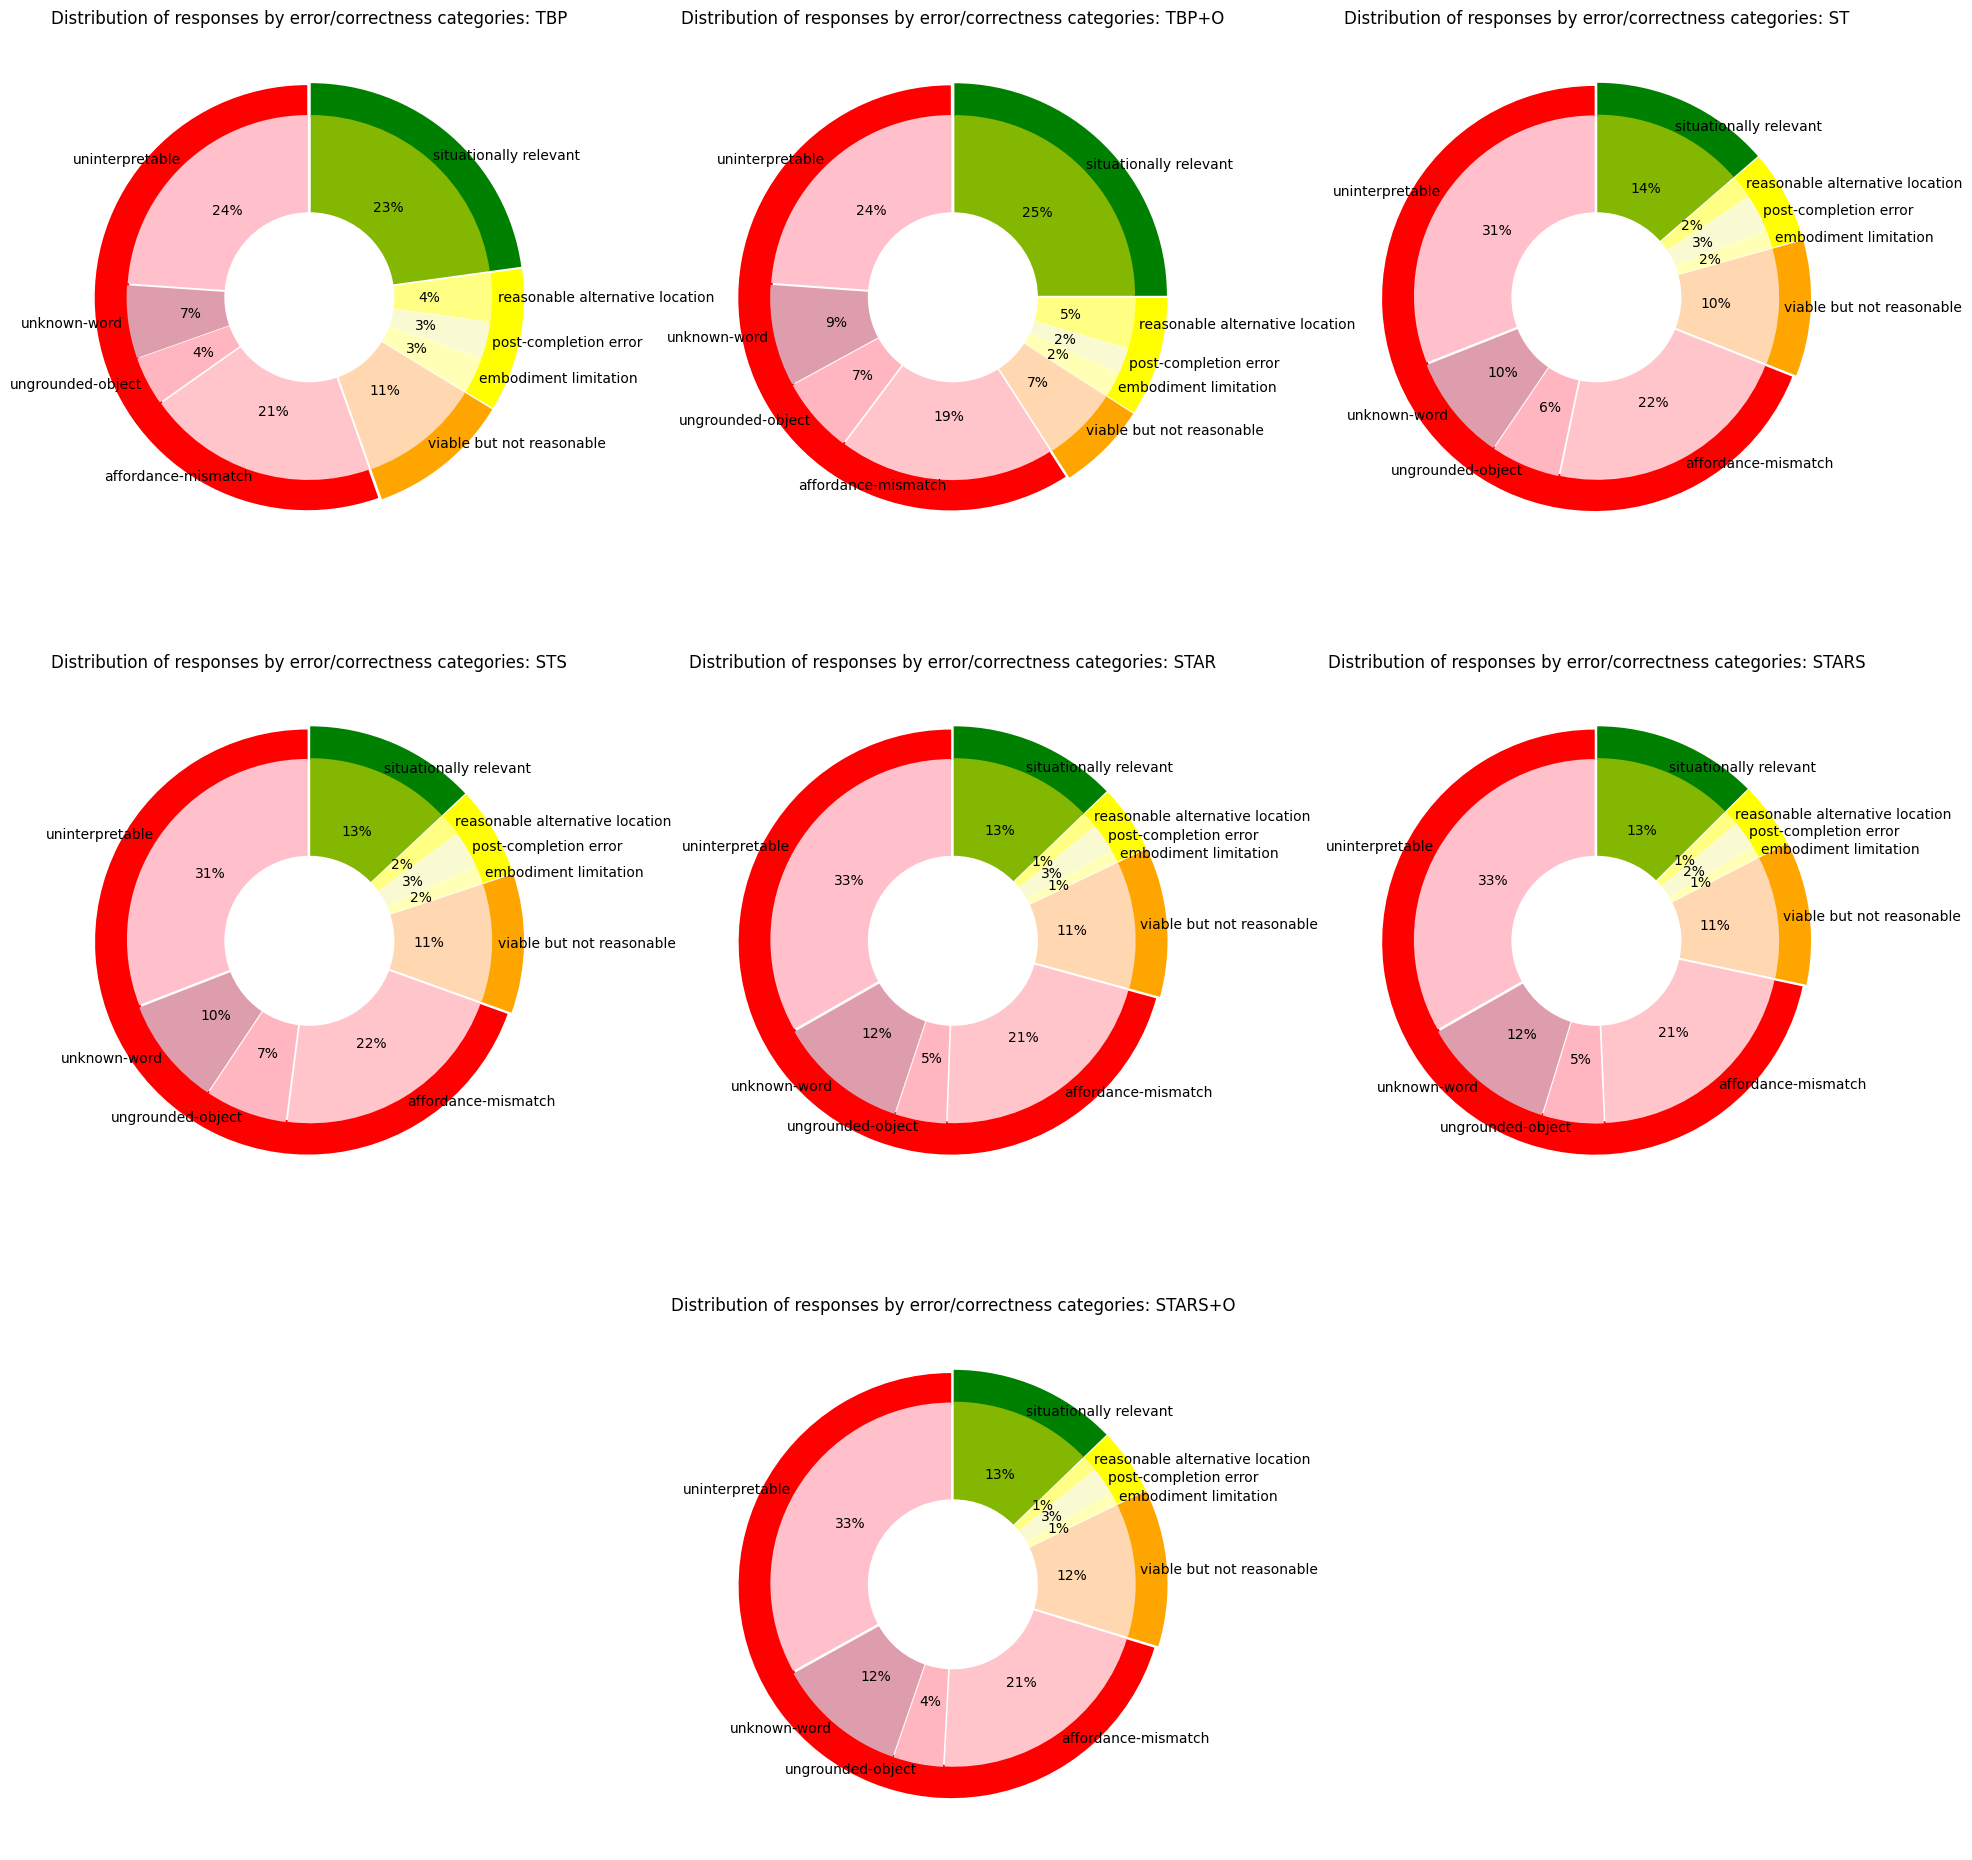 Distribution of responses by error/correctness categories: TBP
situationally relevant
23%
reasonable alternative location
4%
post-completion error
3%
embodiment limitation
3%
viable but not reasonable
11%
affordance-mismatch
21%
ungrounded-object
4%
unknown-word
7%
uninterpretable
24%
Distribution of responses by error/correctness categories: TBP+O
situationally relevant
25%
reasonable alternative location
5%
post-completion error
2%
embodiment limitation
2%
viable but not reasonable
7%
affordance-mismatch
19%
ungrounded-object
7%
unknown-word
9%
uninterpretable
24%
Distribution of responses by error/correctness categories: ST
situationally relevant
14%
reasonable alternative location
2%
post-completion error
3%
embodiment limitation
2%
viable but not reasonable
10%
affordance-mismatch
22%
ungrounded-object
6%
unknown-word
10%
uninterpretable
31%
Distribution of responses by error/correctness categories: STS
situationally relevant
13%
reasonable alternative location
2%
post-completion error
3%
embodiment limitation
2%
viable but not reasonable
11%
affordance-mismatch
22%
ungrounded-object
7%
unknown-word
10%
uninterpretable
31%
Distribution of responses by error/correctness categories: STAR
situationally relevant
13%
reasonable alternative location
1%
post-completion error
3%
embodiment limitation
1%
viable but not reasonable
11%
affordance-mismatch
21%
ungrounded-object
5%
unknown-word
12%
uninterpretable
33%
Distribution of responses by error/correctness categories: STARS
situationally relevant
13%
reasonable alternative location
1%
post-completion error
2%
embodiment limitation
1%
viable but not reasonable
11%
affordance-mismatch
21%
ungrounded-object
5%
unknown-word
12%
uninterpretable
33%
Distribution of responses by error/correctness categories: STARS+O
situationally relevant
13%
reasonable alternative location
1%
post-completion error
3%
embodiment limitation
1%
viable but not reasonable
12%
affordance-mismatch
21%
ungrounded-object
4%
unknown-word
12%
uninterpretable
33%